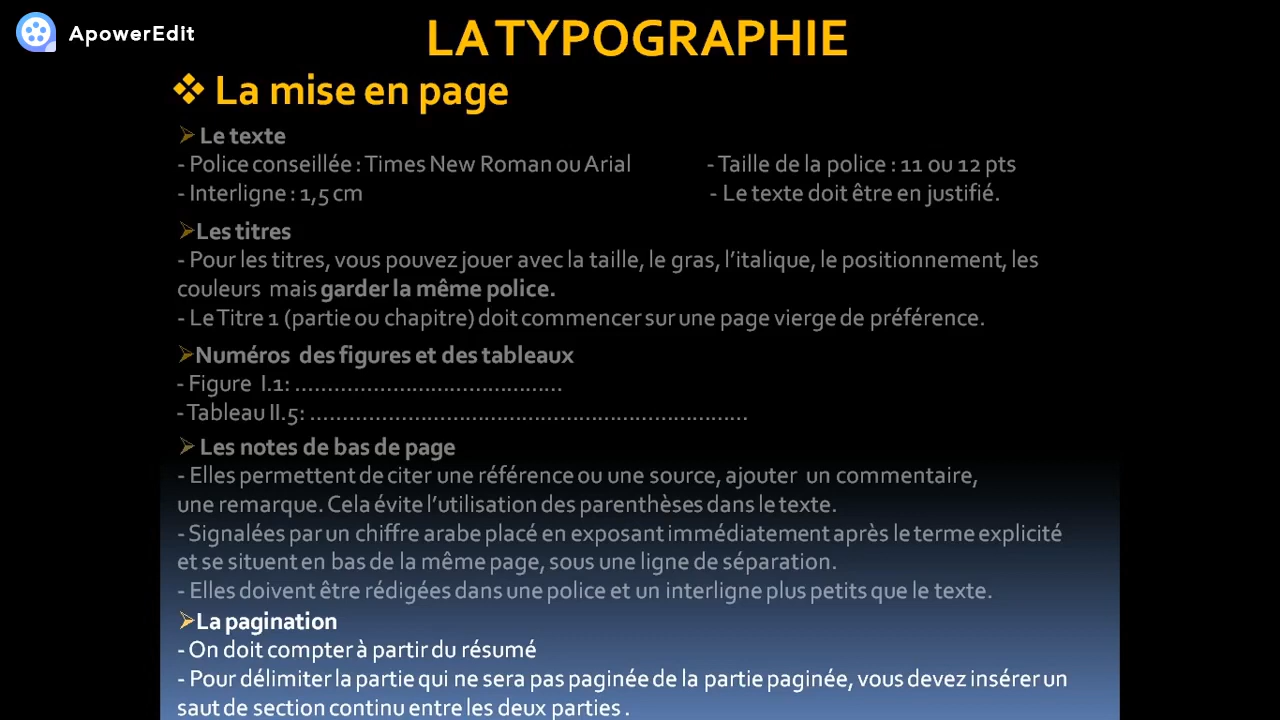 ApowerEdit
LA TYPOGRAPHIE
❖ La mise en page
➢ Le texte
- Police conseillée : Times New Roman ou Arial - Taille de la police : 11 ou 12 pts
- Interligne : 1,5 cm - Le texte doit être en justifié.
➢ Les titres
- Pour les titres, vous pouvez jouer avec la taille, le gras, l’italique, le positionnement, les
couleurs mais garder la même police.
- Le Titre 1 (partie ou chapitre) doit commencer sur une page vierge de préférence.
➢ Numéros des figures et des tableaux
- Figure I.1: ………………………………….
- Tableau II.5: ………………………………………………………….
➢ Les notes de bas de page
- Elles permettent de citer une référence ou une source, ajouter un commentaire,
une remarque. Cela évite l’utilisation des parenthèses dans le texte.
- Signalées par un chiffre arabe placé en exposant immédiatement après le terme explicité
et se situent en bas de la même page, sous une ligne de séparation.
- Elles doivent être rédigées dans une police et un interligne plus petits que le texte.
➢ La pagination
- On doit compter à partir du résumé
- Pour délimiter la partie qui ne sera pas paginée de la partie paginée, vous devez insérer un
saut de section continu entre les deux parties .